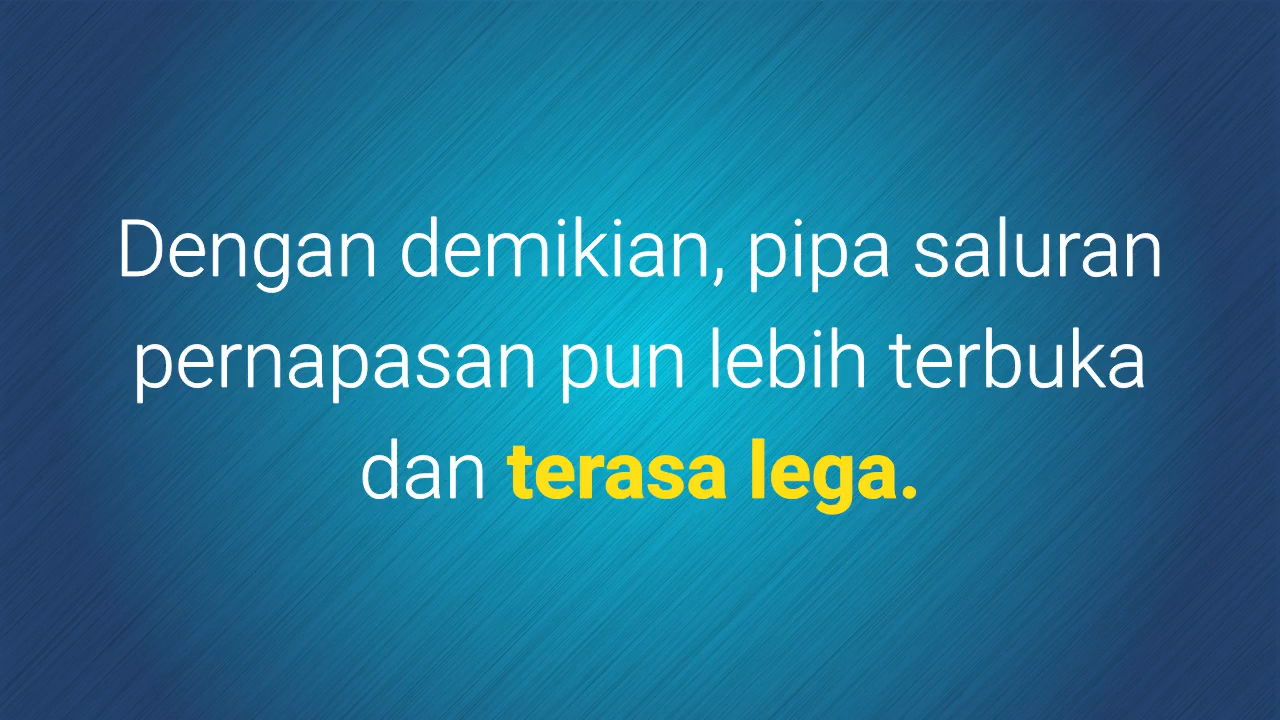 Dengan demikian, pipa saluran
pernapasan pun lebih terbuka
dan terasa lega.